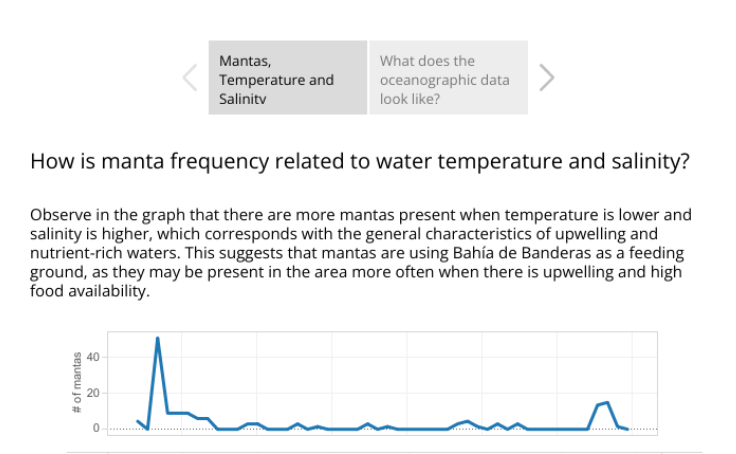 Mantas,
Temperature and
Salinity
What does the
oceanographic data
look like?
How is manta frequency related to water temperature and salinity?
Observe in the graph that there are more mantas present when temperature is lower and
salinity is higher, which corresponds with the general characteristics of upwelling and
nutrient-rich waters. This suggests that mantas are using Bahía de Banderas as a feeding
ground, as they may be present in the area more often when there is upwelling and high
food availability.
# of mantas
40
20
0